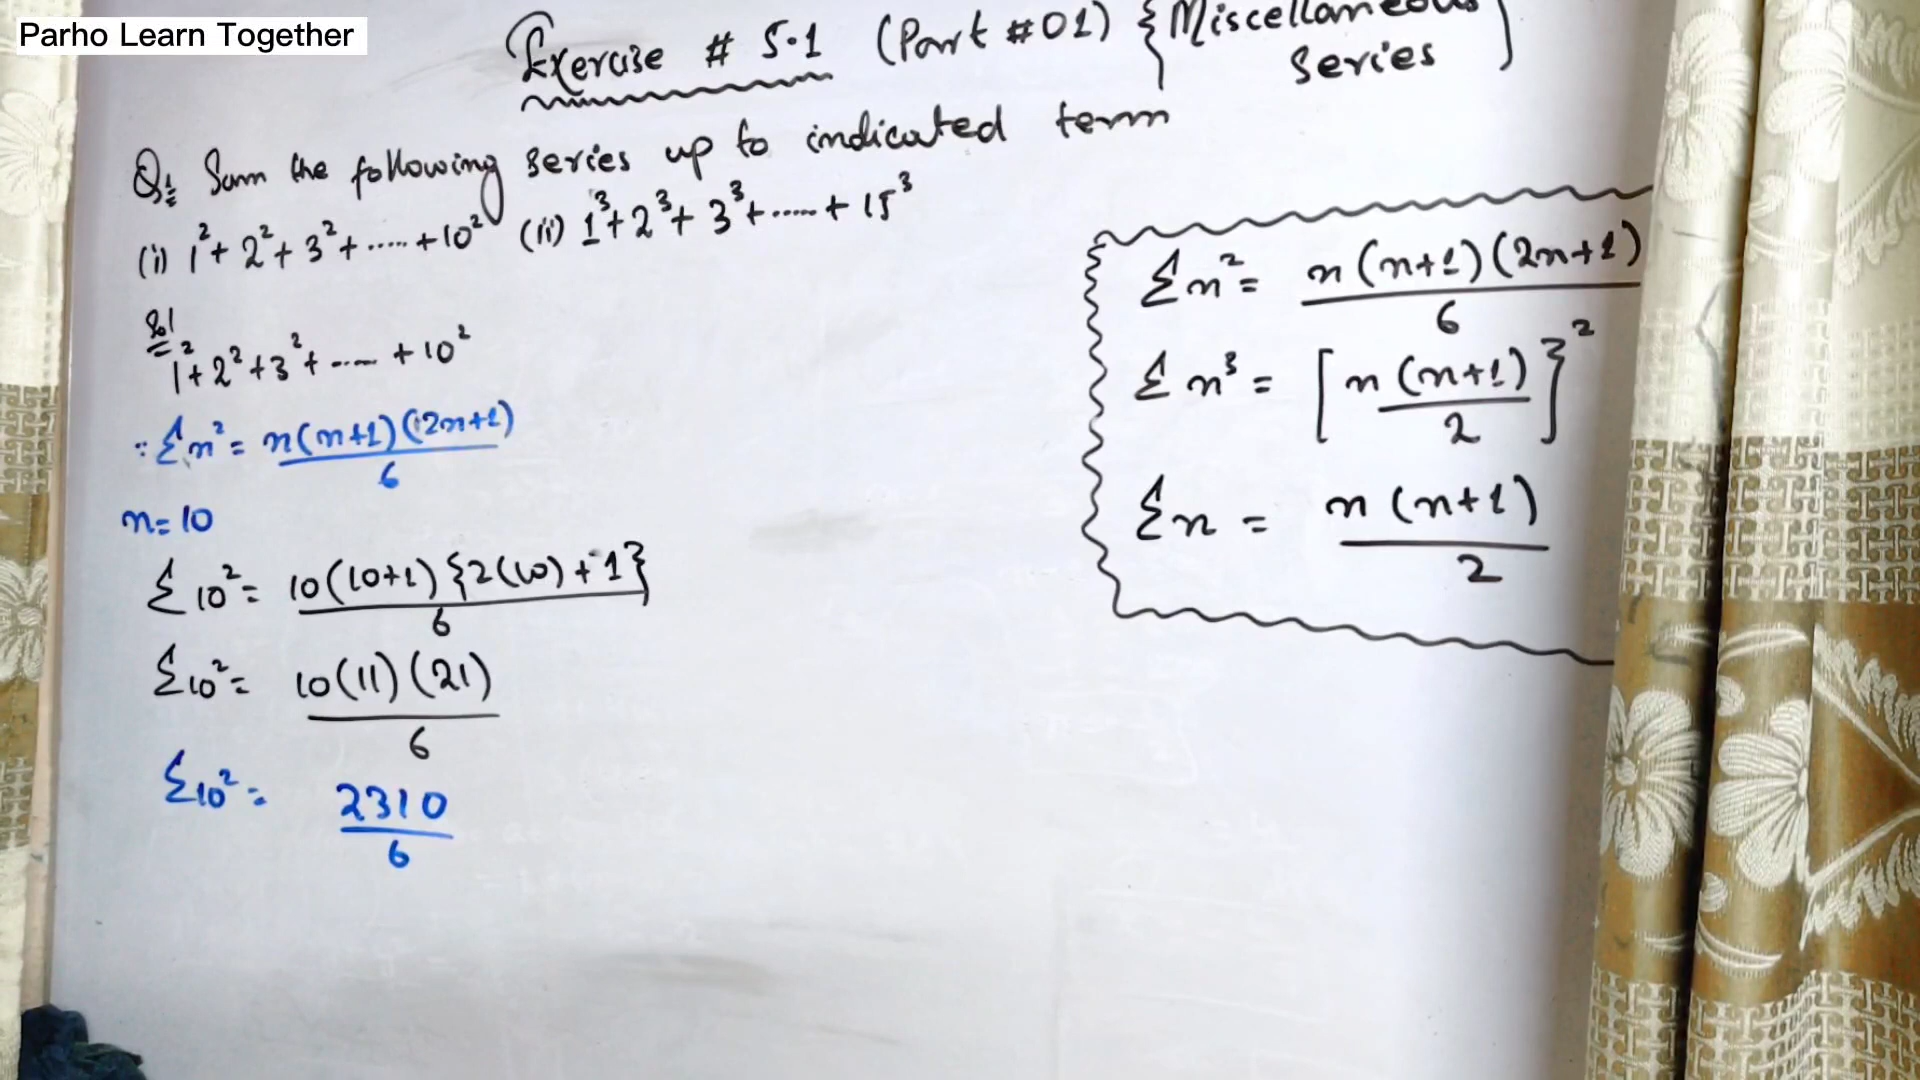 Parho Learn Together
Exercise # 5.1 (Part #01) {Miscellaneous Series}
Q1: Sum the following series up to indicated term
(i) 1² + 2² + 3² + ..... + 10² (ii) 1³ + 2³ + 3³ + ..... + 15³
Sol
1² + 2² + 3² + ..... + 10²
∵ Σn² = n(n+1)(2n+1)/6
n = 10
Σ10² = 10(10+1){2(10)+1}/6
Σ10² = 10(11)(21)/6
Σ10² = 2310/6
Σn² = n(n+1)(2n+1)/6
Σn³ = [n(n+1)/2}²
Σn = n(n+1)/2